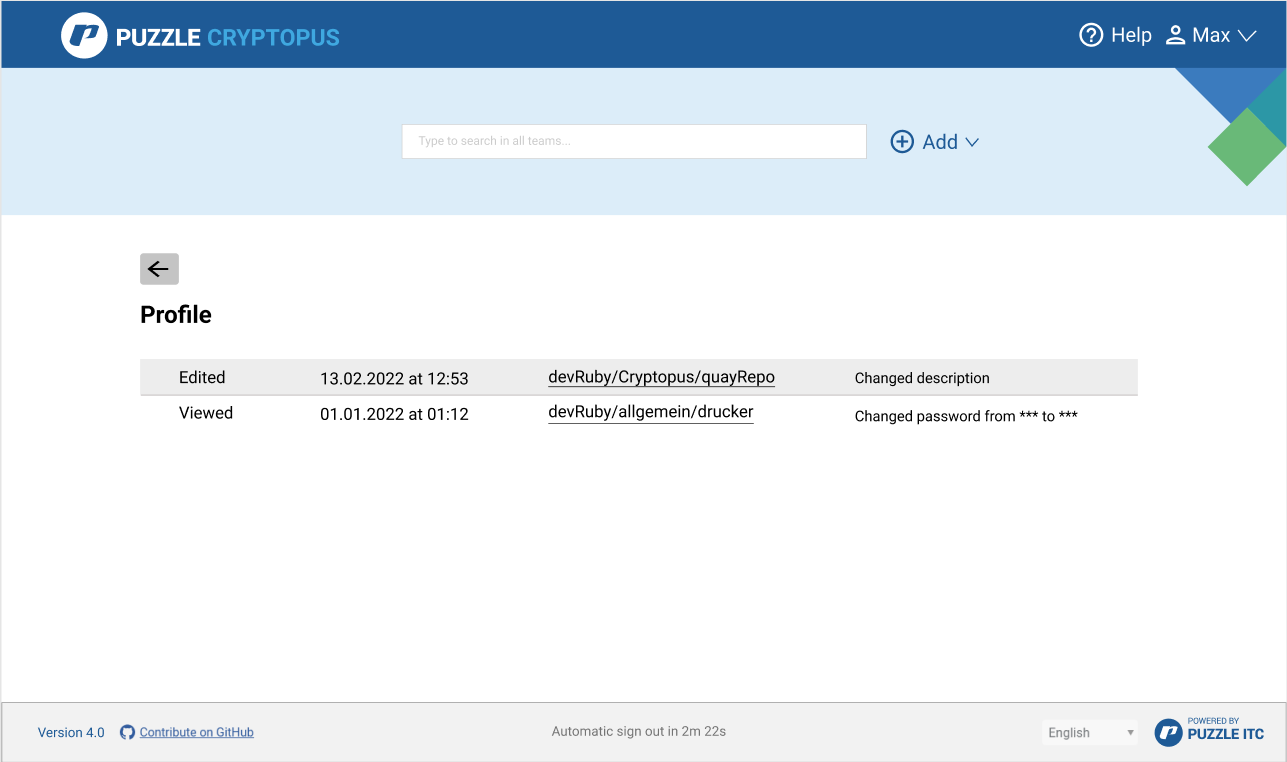 PUZZLE CRYPTOPUS
Help Max
Type to search in all teams...
Add
Profile
Edited 13.02.2022 at 12:53 devRuby/Cryptopus/quayRepo Changed description
Viewed 01.01.2022 at 01:12 devRuby/allgemein/drucker Changed password from *** to ***
Version 4.0 Contribute on GitHub Automatic sign out in 2m 22s English
POWERED BY
PUZZLE ITC